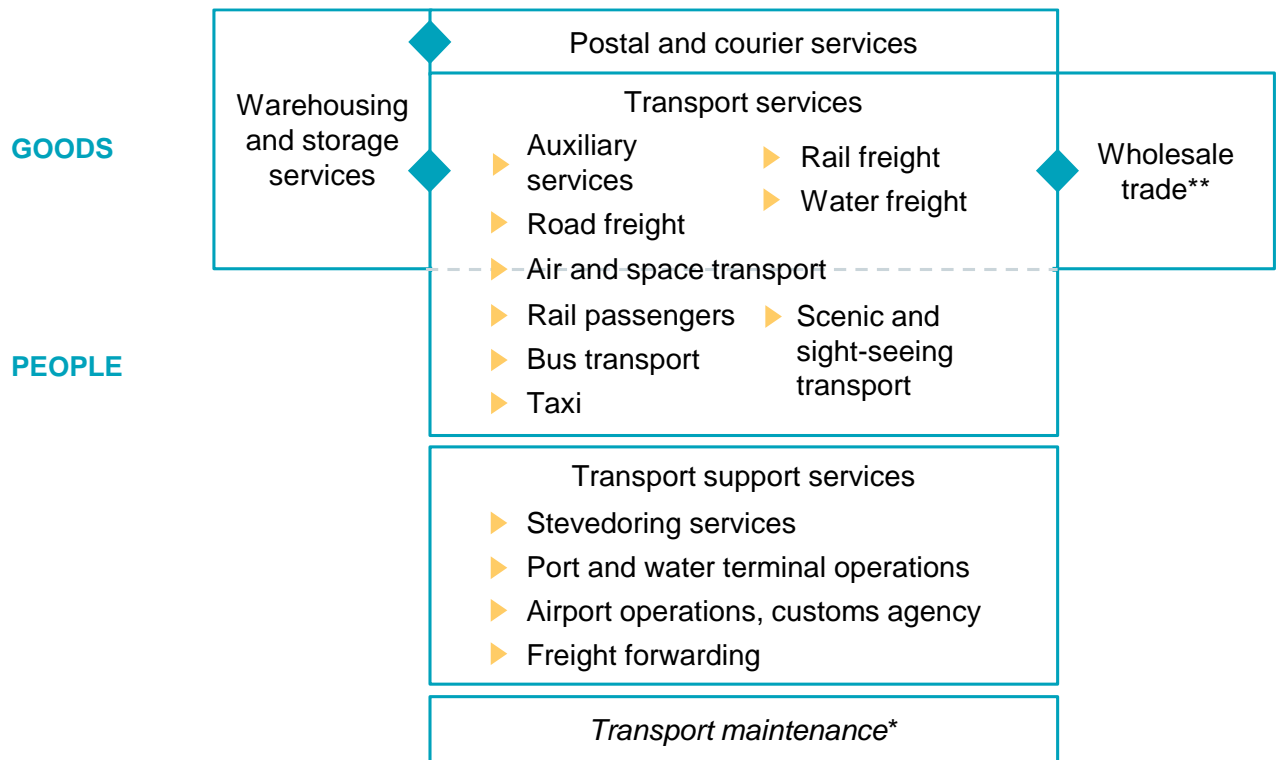 Postal and courier services
GOODS
Warehousing
and storage
services
Transport services
Auxiliary
services
Road freight
Air and space transport
Rail freight
Water freight
Wholesale
trade**
PEOPLE
Rail passengers
Bus transport
Taxi
Scenic and
sight-seeing
transport
Transport support services
Stevedoring services
Port and water terminal operations
Airport operations, customs agency
Freight forwarding
Transport maintenance*